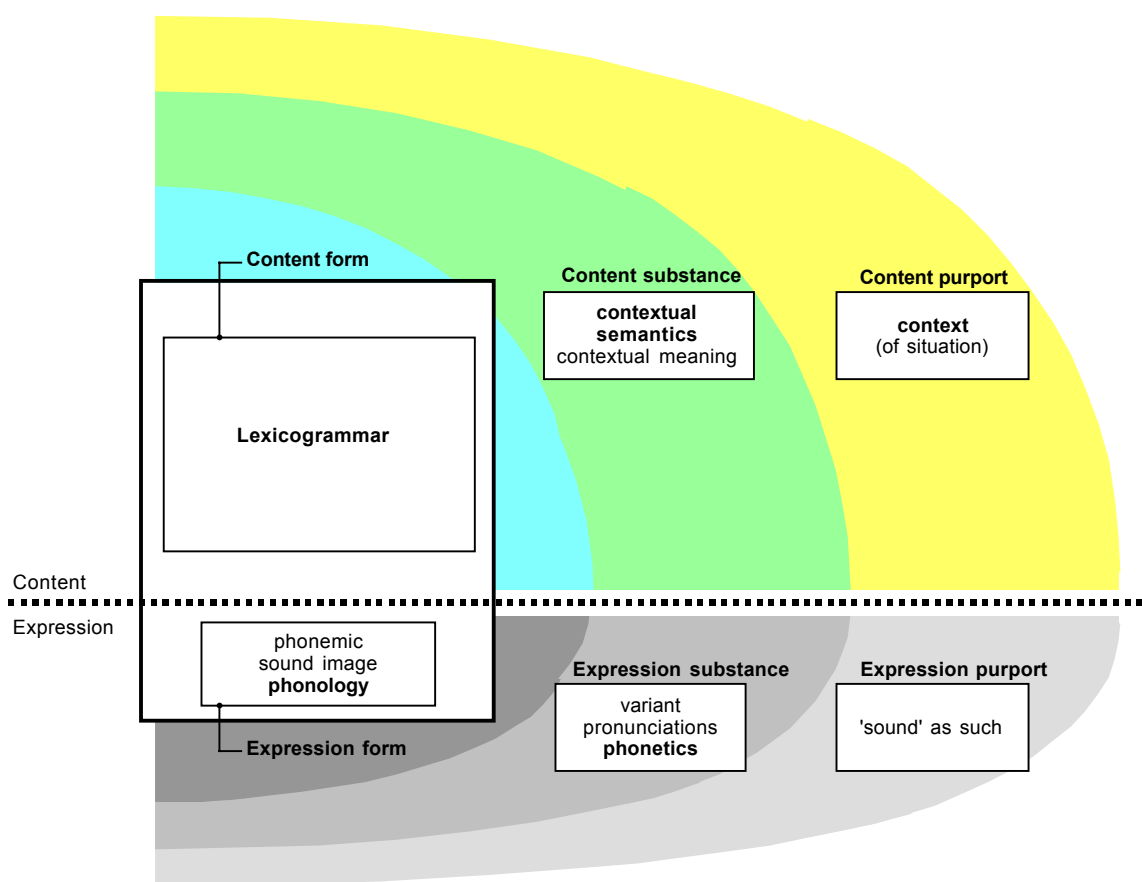 Content form
Content substance
Content purport
contextual
semantics
contextual meaning
context
(of situation)
Lexicogrammar
Content
Expression
phonemic
sound image
phonology
Expression substance
Expression purport
variant
pronunciations
phonetics
'sound' as such
Expression form